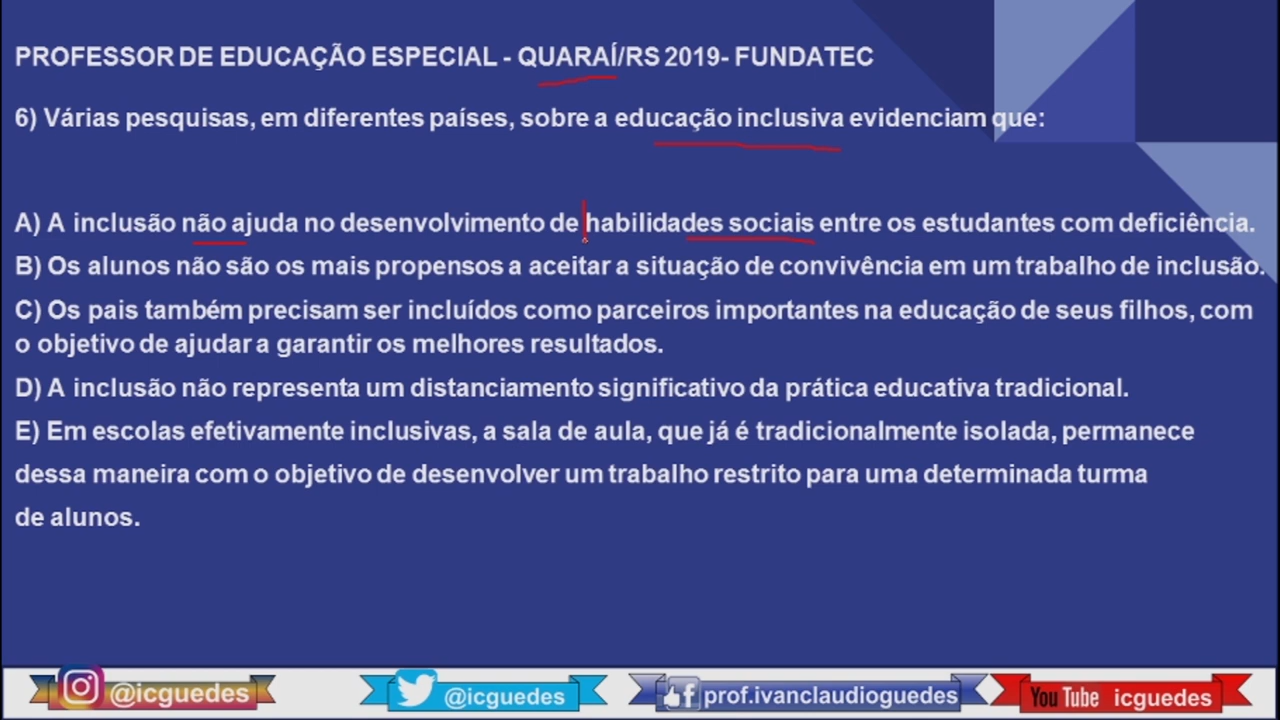 PROFESSOR DE EDUCAÇÃO ESPECIAL - QUARAÍ/RS 2019- FUNDATEC
6) Várias pesquisas, em diferentes países, sobre a educação inclusiva evidenciam que:
A) A inclusão não ajuda no desenvolvimento de habilidades sociais entre os estudantes com deficiência.
B) Os alunos não são os mais propensos a aceitar a situação de convivência em um trabalho de inclusão.
C) Os pais também precisam ser incluídos como parceiros importantes na educação de seus filhos, com
o objetivo de ajudar a garantir os melhores resultados.
D) A inclusão não representa um distanciamento significativo da prática educativa tradicional.
E) Em escolas efetivamente inclusivas, a sala de aula, que já é tradicionalmente isolada, permanece
dessa maneira com o objetivo de desenvolver um trabalho restrito para uma determinada turma
de alunos.
@icguedes @icguedes prof.ivanclaudioguedes You Tube icguedes